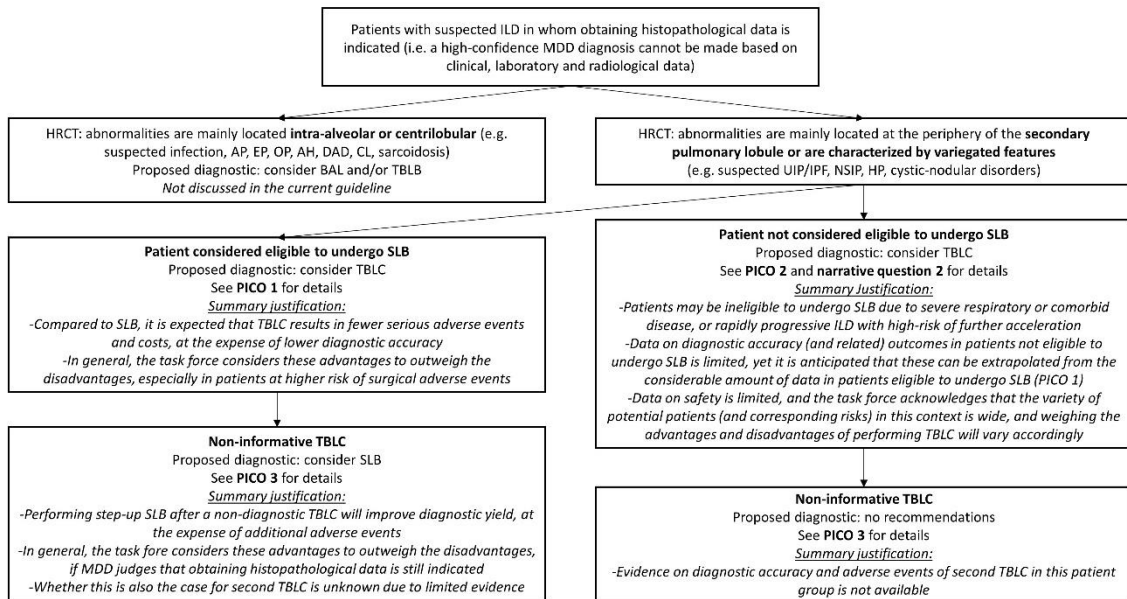 Patients with suspected ILD in whom obtaining histopathological data is
indicated (i.e. a high-confidence MDD diagnosis cannot be made based on
clinical, laboratory and radiological data)
HRCT: abnormalities are mainly located intra-alveolar or centrilobular (e.g.
suspected infection, AP, EP, OP, AH, DAD, CL, sarcoidosis)
Proposed diagnostic: consider BAL and/or TBLB
Not discussed in the current guideline
HRCT: abnormalities are mainly located at the periphery of the secondary
pulmonary lobule or are characterized by variegated features
(e.g. suspected UIP/IPF, NSIP, HP, cystic-nodular disorders)
Patient considered eligible to undergo SLB
Proposed diagnostic: consider TBLC
See PICO 1 for details
Summary justification:
-Compared to SLB, it is expected that TBLC results in fewer serious adverse events
and costs, at the expense of lower diagnostic accuracy
-In general, the task force considers these advantages to outweigh the
disadvantages, especially in patients at higher risk of surgical adverse events
Patient not considered eligible to undergo SLB
Proposed diagnostic: consider TBLC
See PICO 2 and narrative question 2 for details
Summary Justification:
-Patients may be ineligible to undergo SLB due to severe respiratory or comorbid
disease, or rapidly progressive ILD with high-risk of further acceleration
-Data on diagnostic accuracy (and related) outcomes in patients not eligible to
undergo SLB is limited, yet it is anticipated that these can be extrapolated from the
considerable amount of data in patients eligible to undergo SLB (PICO 1)
-Data on safety is limited, and the task force acknowledges that the variety of
potential patients (and corresponding risks) in this context is wide, and weighing the
advantages and disadvantages of performing TBLC will vary accordingly
Non-informative TBLC
Proposed diagnostic: consider SLB
See PICO 3 for details
Summary justification:
-Performing step-up SLB after a non-diagnostic TBLC will improve diagnostic yield, at
the expense of additional adverse events
-In general, the task fore considers these advantages to outweigh the disadvantages,
if MDD judges that obtaining histopathological data is still indicated
-Whether this is also the case for second TBLC is unknown due to limited evidence
Non-informative TBLC
Proposed diagnostic: no recommendations
See PICO 3 for details
Summary justification:
-Evidence on diagnostic accuracy and adverse events of second TBLC in this patient
group is not available